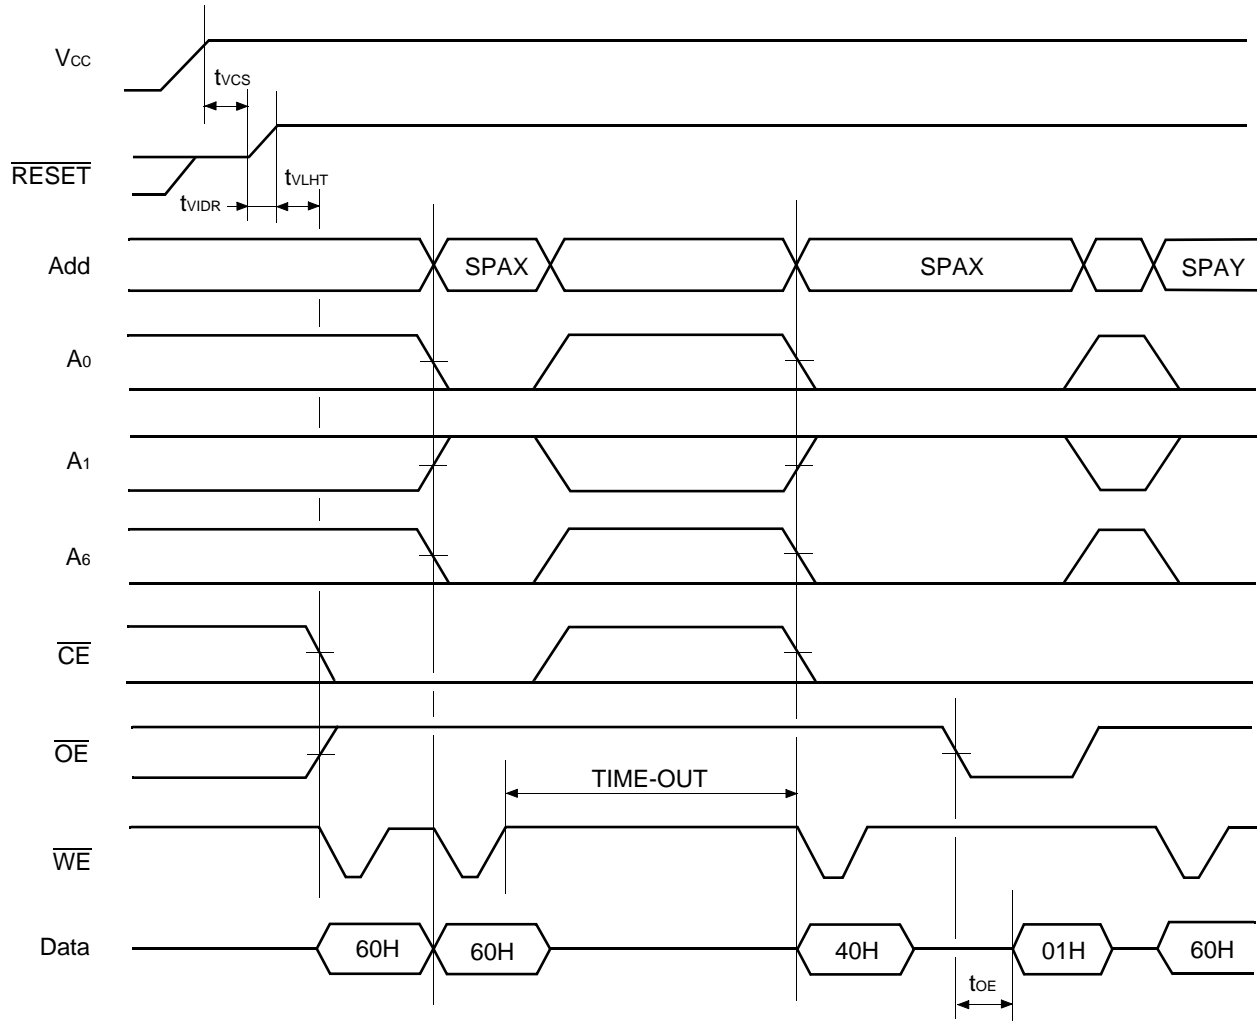 VCC
tVCS
RESET
tVLHT
tVIDR
Add
SPAX
SPAX
SPAY
A0
A1
A6
CE
OE
TIME-OUT
WE
Data
60H
60H
40H
01H
60H
tOE